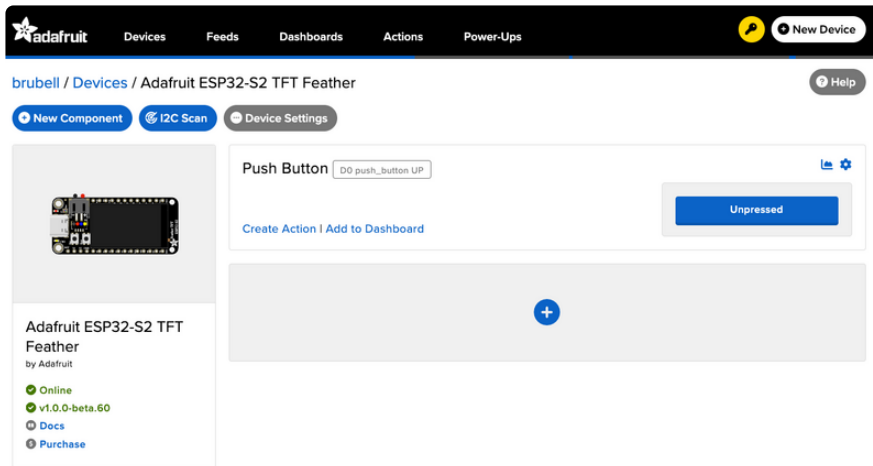 adafruit Devices Feeds Dashboards Actions Power-Ups New Device
brubell / Devices / Adafruit ESP32-S2 TFT Feather Help
New Component I2C Scan Device Settings
Push Button D0 push_button UP
Unpressed
Create Action | Add to Dashboard
Adafruit ESP32-S2 TFT
Feather
by Adafruit
Online
v1.0.0-beta.60
Docs
Purchase